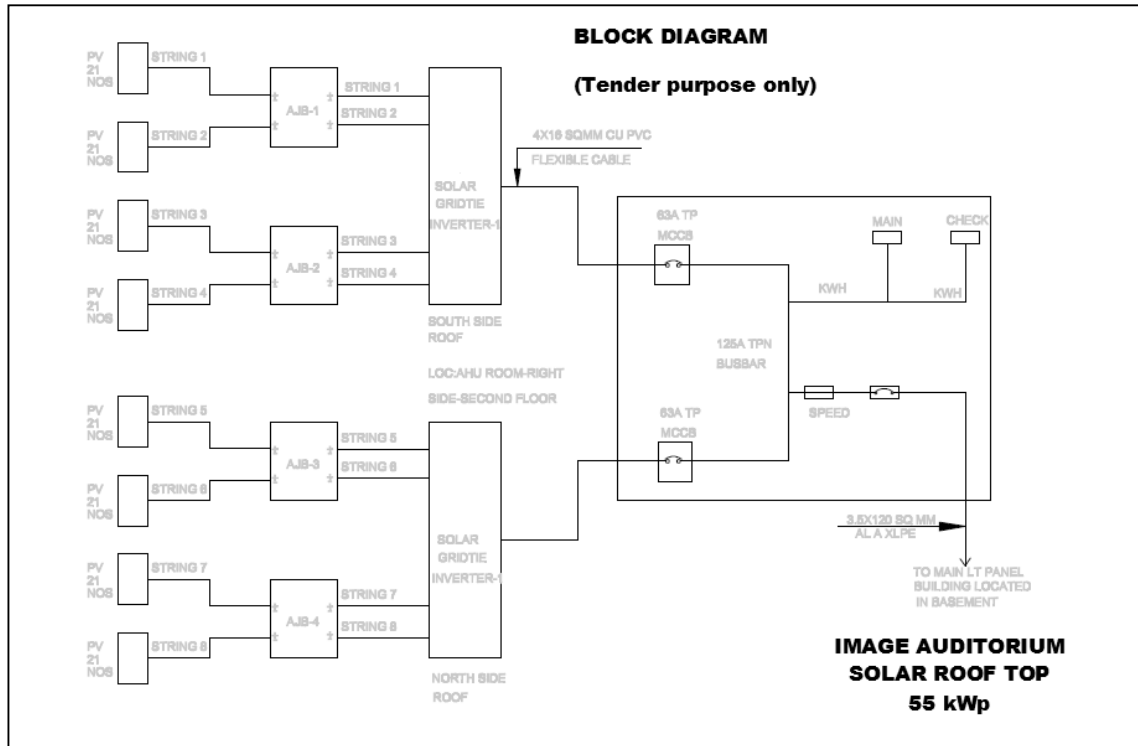 BLOCK DIAGRAM
(Tender purpose only)
PV
21
NOS
STRING 1
PV
21
NOS
STRING 2
AJB-1
STRING 1
STRING 2
PV
21
NOS
STRING 3
PV
21
NOS
STRING 4
AJB-2
STRING 3
STRING 4
SOLAR
GRIDTIE
INVERTER-1
SOUTH SIDE
ROOF
LOC:AHU ROOM-RIGHT
SIDE-SECOND FLOOR
PV
21
NOS
STRING 5
PV
21
NOS
STRING 6
AJB-3
STRING 5
STRING 6
PV
21
NOS
STRING 7
PV
21
NOS
STRING 8
AJB-4
STRING 7
STRING 8
SOLAR
GRIDTIE
INVERTER-1
NORTH SIDE
ROOF
4X16 SQMM CU PVC
FLEXIBLE CABLE
63A TP
MCCB
MAIN
CHECK
KWH
KWH
125A TPN
BUSBAR
SPEED
63A TP
MCCB
3.5X120 SQ MM
AL A XLPE
TO MAIN LT PANEL
BUILDING LOCATED
IN BASEMENT
IMAGE AUDITORIUM
SOLAR ROOF TOP
55 kWp